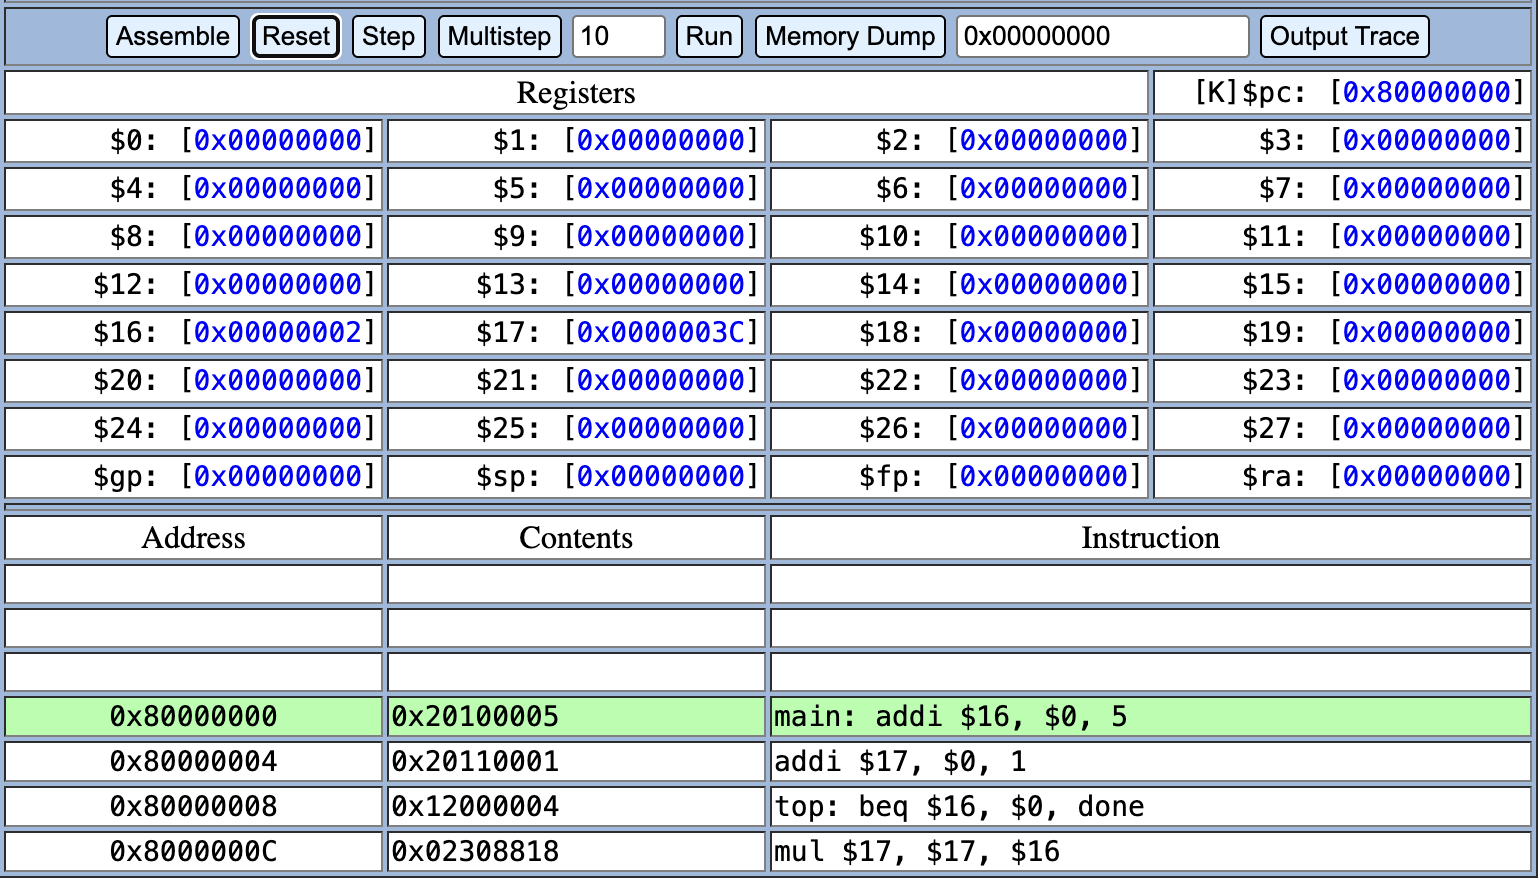 Assemble Reset Step Multistep 10 Run Memory Dump 0x00000000 Output Trace
Registers [K]$pc: [0x80000000]
$0: [0x00000000] $1: [0x00000000] $2: [0x00000000] $3: [0x00000000]
$4: [0x00000000] $5: [0x00000000] $6: [0x00000000] $7: [0x00000000]
$8: [0x00000000] $9: [0x00000000] $10: [0x00000000] $11: [0x00000000]
$12: [0x00000000] $13: [0x00000000] $14: [0x00000000] $15: [0x00000000]
$16: [0x00000002] $17: [0x0000003C] $18: [0x00000000] $19: [0x00000000]
$20: [0x00000000] $21: [0x00000000] $22: [0x00000000] $23: [0x00000000]
$24: [0x00000000] $25: [0x00000000] $26: [0x00000000] $27: [0x00000000]
$gp: [0x00000000] $sp: [0x00000000] $fp: [0x00000000] $ra: [0x00000000]
Address Contents Instruction
0x80000000 0x20100005 main: addi $16, $0, 5
0x80000004 0x20110001 addi $17, $0, 1
0x80000008 0x12000004 top: beq $16, $0, done
0x8000000C 0x02308818 mul $17, $17, $16